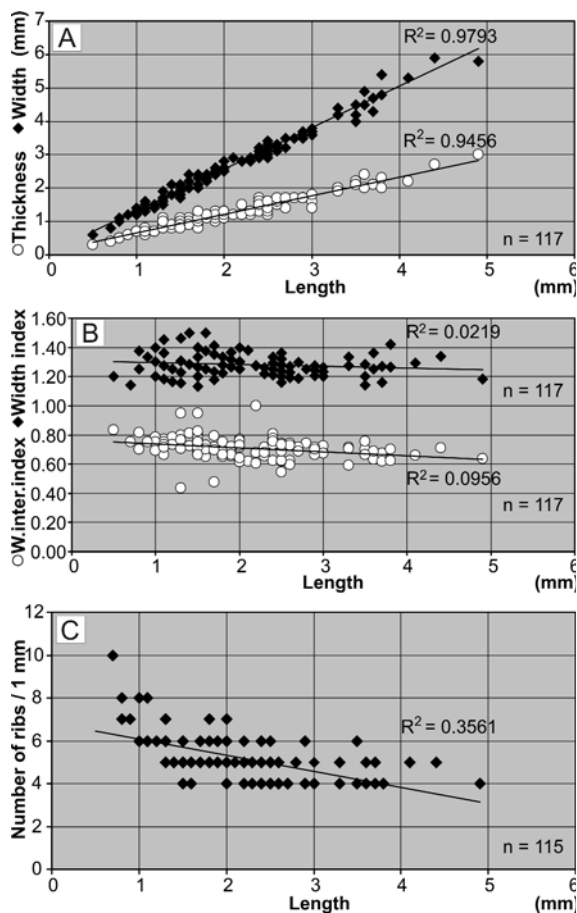 A
○Thickness ◆Width (mm)
7
6
5
4
3
2
1
0
R² = 0.9793
R² = 0.9456
n = 117
0 1 2 3 4 5 6
Length (mm)
B
○W.inter.index ◆Width index
1.60
1.40
1.20
1.00
0.80
0.60
0.40
0.20
0.00
R² = 0.0219
n = 117
R² = 0.0956
n = 117
0 1 2 3 4 5 6
Length (mm)
C
Number of ribs / 1 mm
12
10
8
6
4
2
0
R² = 0.3561
n = 115
0 1 2 3 4 5 6
Length (mm)